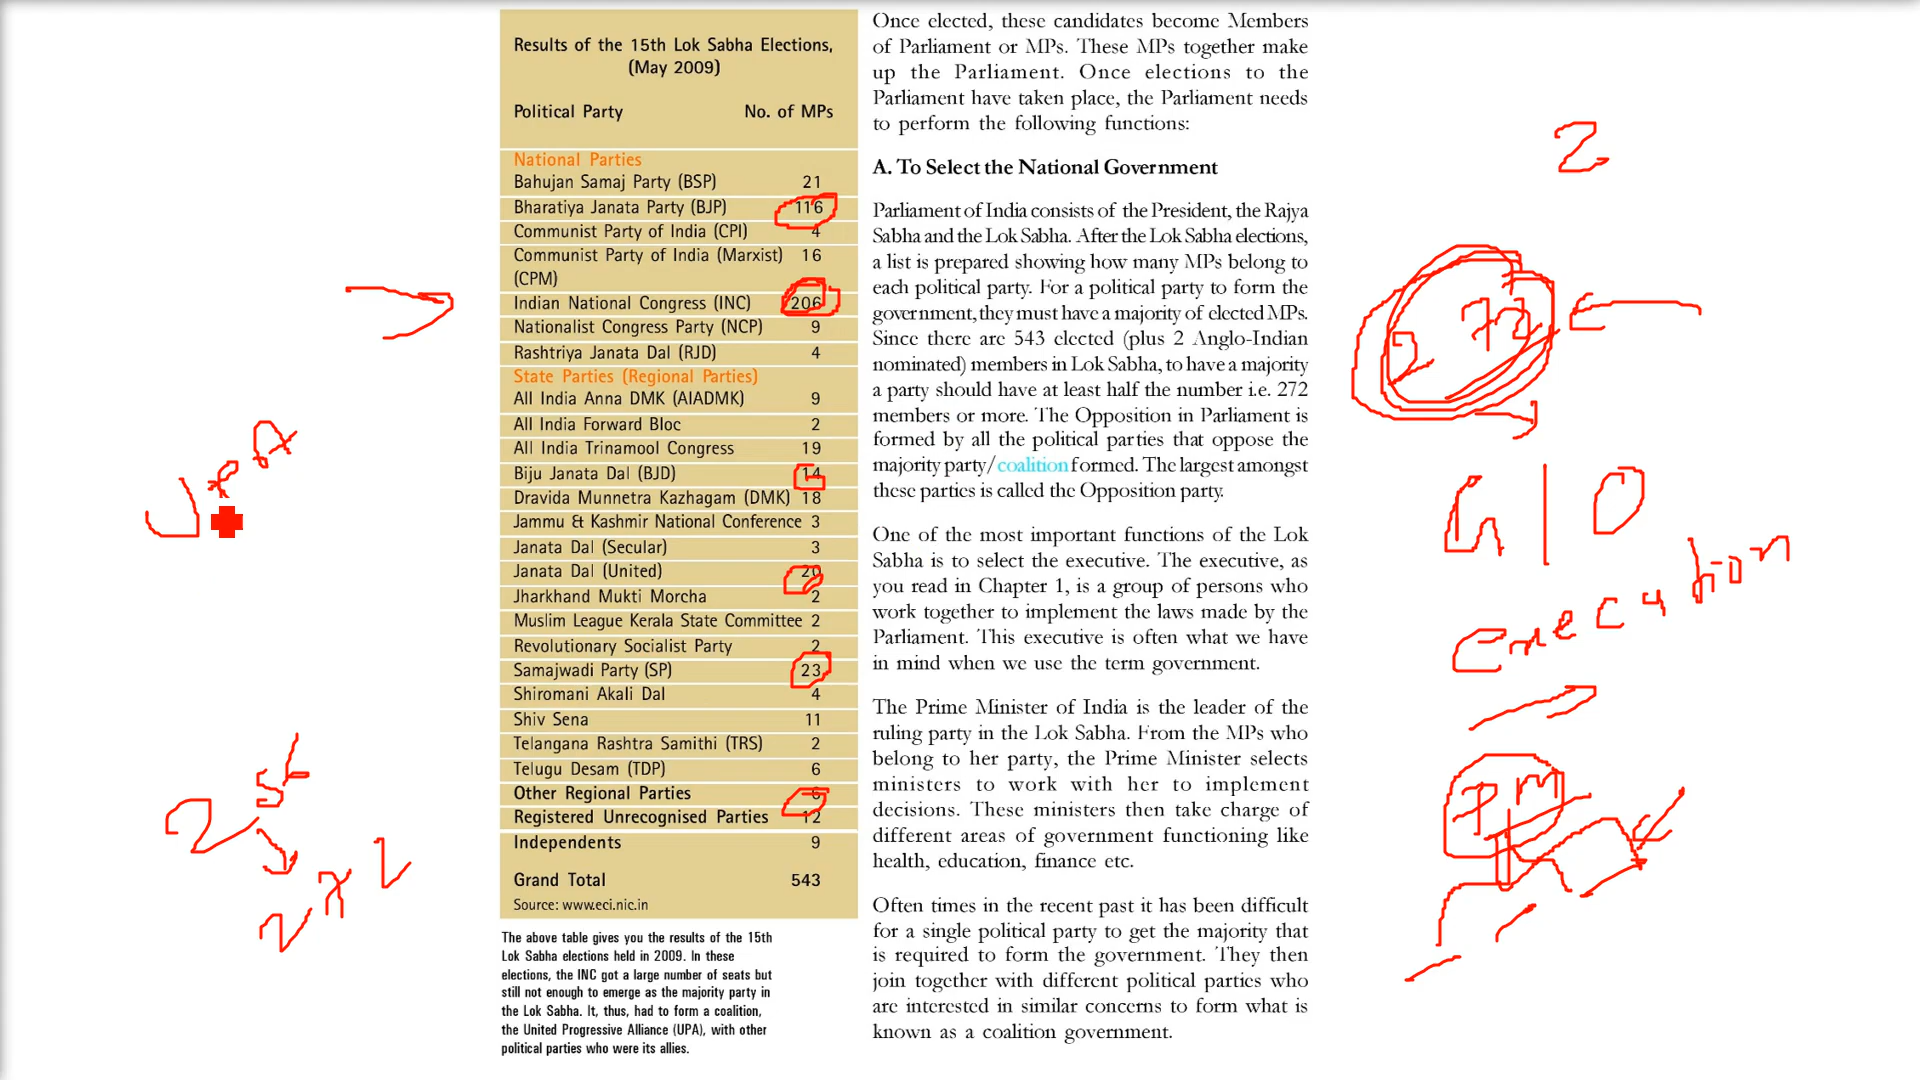 Results of the 15th Lok Sabha Elections,
(May 2009)
Political Party No. of MPs
National Parties
Bahujan Samaj Party (BSP) 21
Bharatiya Janata Party (BJP) 116
Communist Party of India (CPI) 4
Communist Party of India (Marxist) 16
(CPM)
Indian National Congress (INC) 206
Nationalist Congress Party (NCP) 9
Rashtriya Janata Dal (RJD) 4
State Parties (Regional Parties)
All India Anna DMK (AIADMK) 9
All India Forward Bloc 2
All India Trinamool Congress 19
Biju Janata Dal (BJD) 14
Dravida Munnetra Kazhagam (DMK) 18
Jammu & Kashmir National Conference 3
Janata Dal (Secular) 3
Janata Dal (United) 20
Jharkhand Mukti Morcha 2
Muslim League Kerala State Committee 2
Revolutionary Socialist Party 2
Samajwadi Party (SP) 23
Shiromani Akali Dal 4
Shiv Sena 11
Telangana Rashtra Samithi (TRS) 2
Telugu Desam (TDP) 6
Other Regional Parties 6
Registered Unrecognised Parties 12
Independents 9
Grand Total 543
Source: www.eci.nic.in
The above table gives you the results of the 15th
Lok Sabha elections held in 2009. In these
elections, the INC got a large number of seats but
still not enough to emerge as the majority party in
the Lok Sabha. It, thus, had to form a coalition,
the United Progressive Alliance (UPA), with other
political parties who were its allies.
Once elected, these candidates become Members
of Parliament or MPs. These MPs together make
up the Parliament. Once elections to the
Parliament have taken place, the Parliament needs
to perform the following functions:
A. To Select the National Government
Parliament of India consists of the President, the Rajya
Sabha and the Lok Sabha. After the Lok Sabha elections,
a list is prepared showing how many MPs belong to
each political party. For a political party to form the
government, they must have a majority of elected MPs.
Since there are 543 elected (plus 2 Anglo-Indian
nominated) members in Lok Sabha, to have a majority
a party should have at least half the number i.e. 272
members or more. The Opposition in Parliament is
formed by all the political parties that oppose the
majority party/coalition formed. The largest amongst
these parties is called the Opposition party.
One of the most important functions of the Lok
Sabha is to select the executive. The executive, as
you read in Chapter 1, is a group of persons who
work together to implement the laws made by the
Parliament. This executive is often what we have
in mind when we use the term government.
The Prime Minister of India is the leader of the
ruling party in the Lok Sabha. From the MPs who
belong to her party, the Prime Minister selects
ministers to work with her to implement
decisions. These ministers then take charge of
different areas of government functioning like
health, education, finance etc.
Often times in the recent past it has been difficult
for a single political party to get the majority that
is required to form the government. They then
join together with different political parties who
are interested in similar concerns to form what is
known as a coalition government.
2
272
PM